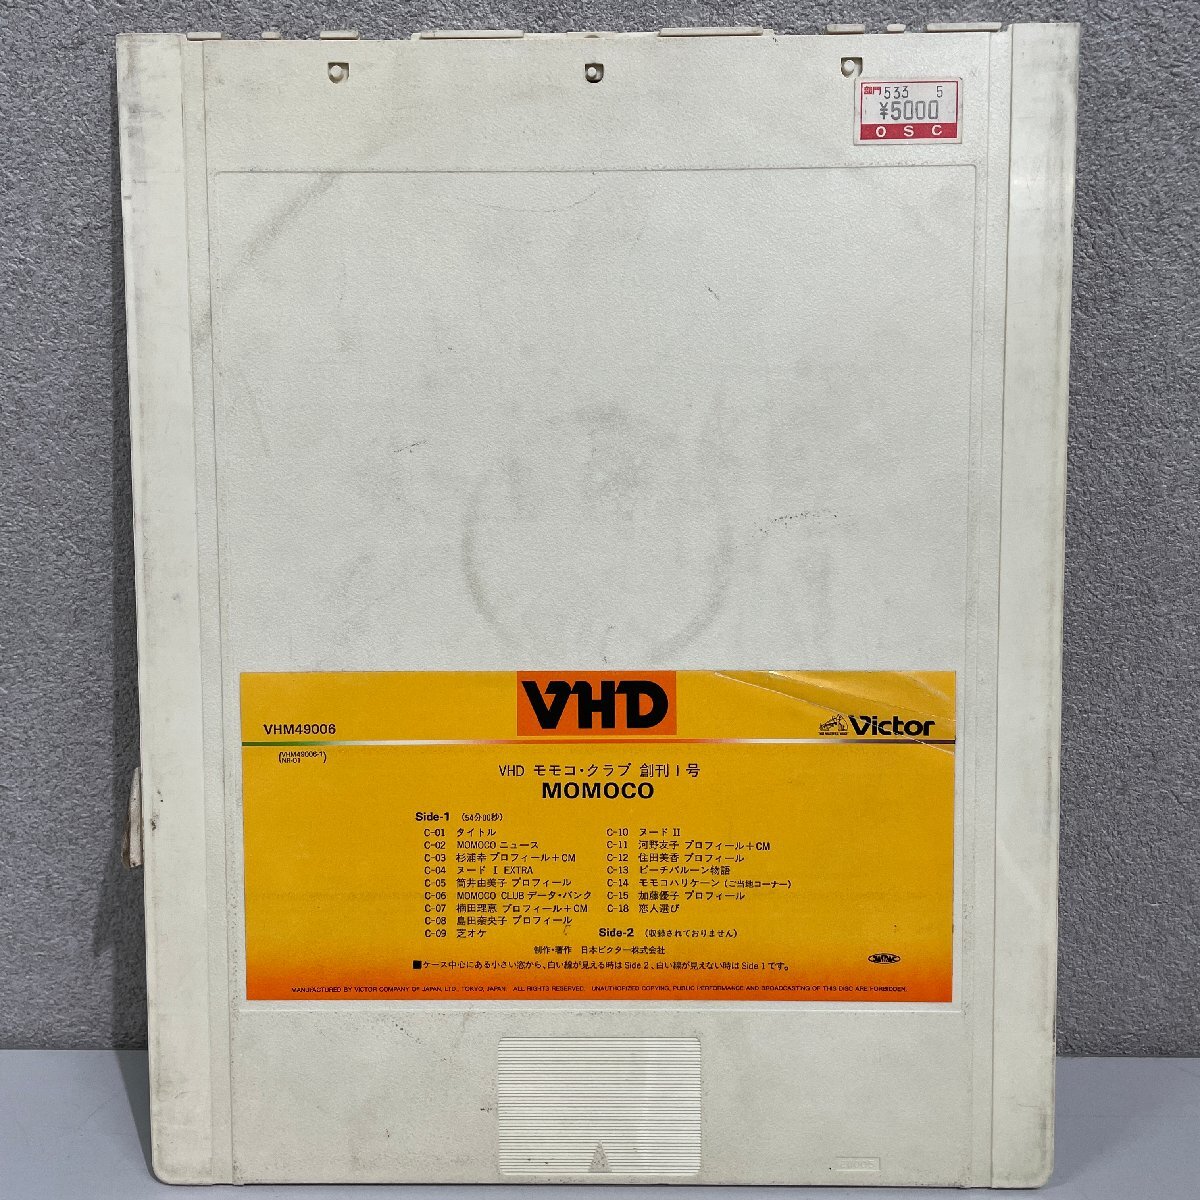 部門 533 5
¥5000
OSC
VHD
VHM49006
Victor
(VHM49006-1)
VHD モモコ・クラブ 創刊1号
MOMOCO
Side-1 (54分00秒)
C-01 タイトル
C-02 MOMOCO ニュース
C-03 杉浦幸 プロフィール+CM
C-04 ヌード I EXTRA
C-05 筒井由美子 プロフィール
C-06 MOMOCO CLUB データ・バンク
C-07 楠田理恵 プロフィール+CM
C-08 島田奈央子 プロフィール
C-09 芝オケ
C-10 ヌード II
C-11 河野友子 プロフィール+CM
C-12 住田美香 プロフィール
C-13 ピーチバルーン物語
C-14 モモコハリケーン (ご当地コーナー)
C-15 加藤優子 プロフィール
C-18 恋人選び
Side-2 (収録されておりません)
制作・著作 日本ビクター株式会社
■ケース中心にある小さい窓から、白い線が見える時は Side 2、白い線が見えない時は Side 1 です。
MANUFACTURED BY VICTOR COMPANY OF JAPAN, LTD., TOKYO, JAPAN. ALL RIGHTS RESERVED. UNAUTHORIZED COPYING, PUBLIC PERFORMANCE AND BROADCASTING OF THIS DISC ARE FORBIDDEN.